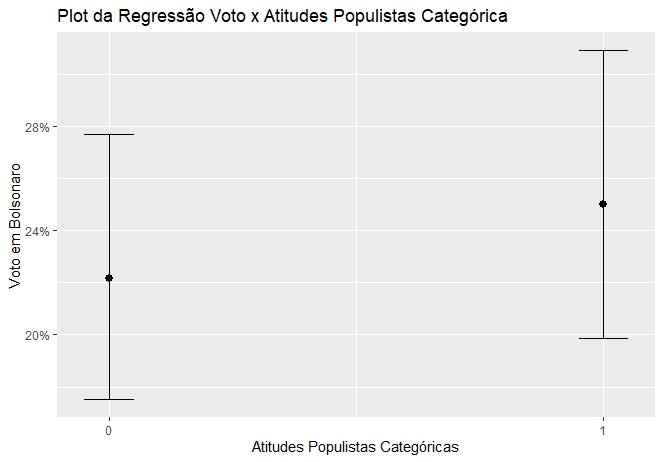 Plot da Regressão Voto x Atitudes Populistas Categórica
Voto em Bolsonaro
28%
24%
20%
0
1
Atitudes Populistas Categóricas